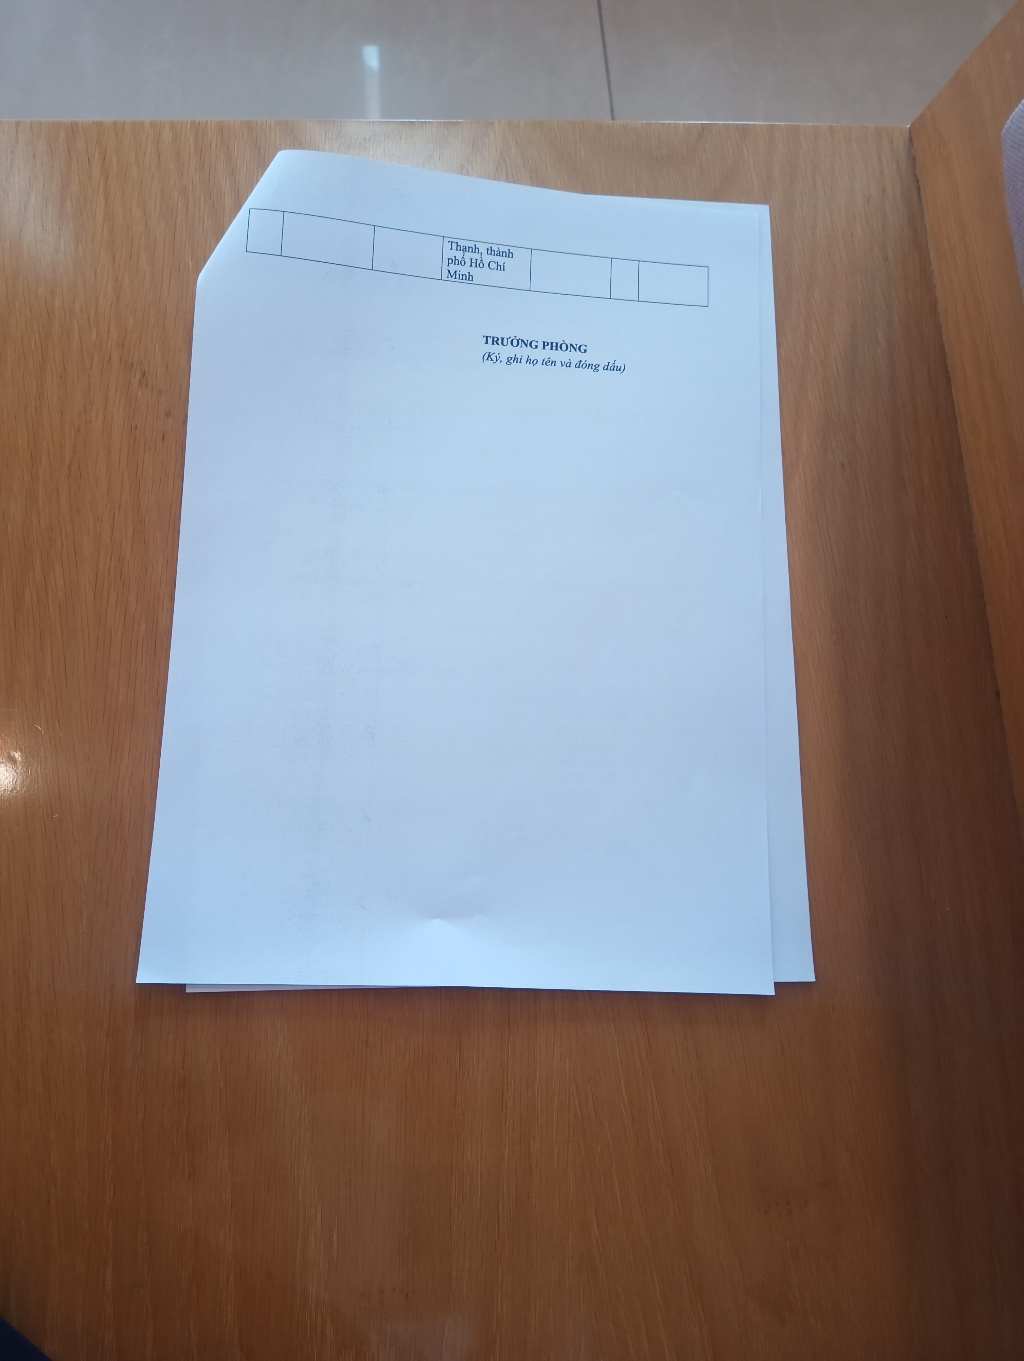 Thạnh, thành
phố Hồ Chí
Minh
TRƯỞNG PHÒNG
(Ký, ghi họ tên và đóng dấu)